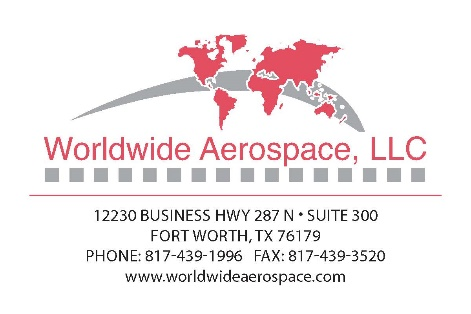 Worldwide Aerospace, LLC
12230 BUSINESS HWY 287 N • SUITE 300
FORT WORTH, TX 76179
PHONE: 817-439-1996 FAX: 817-439-3520
www.worldwideaerospace.com